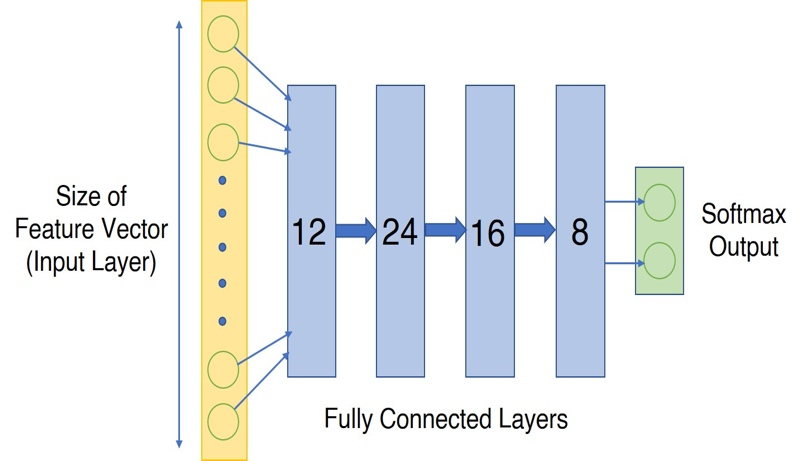 Size of
Feature Vector
(Input Layer)
12
24
16
8
Softmax
Output
Fully Connected Layers